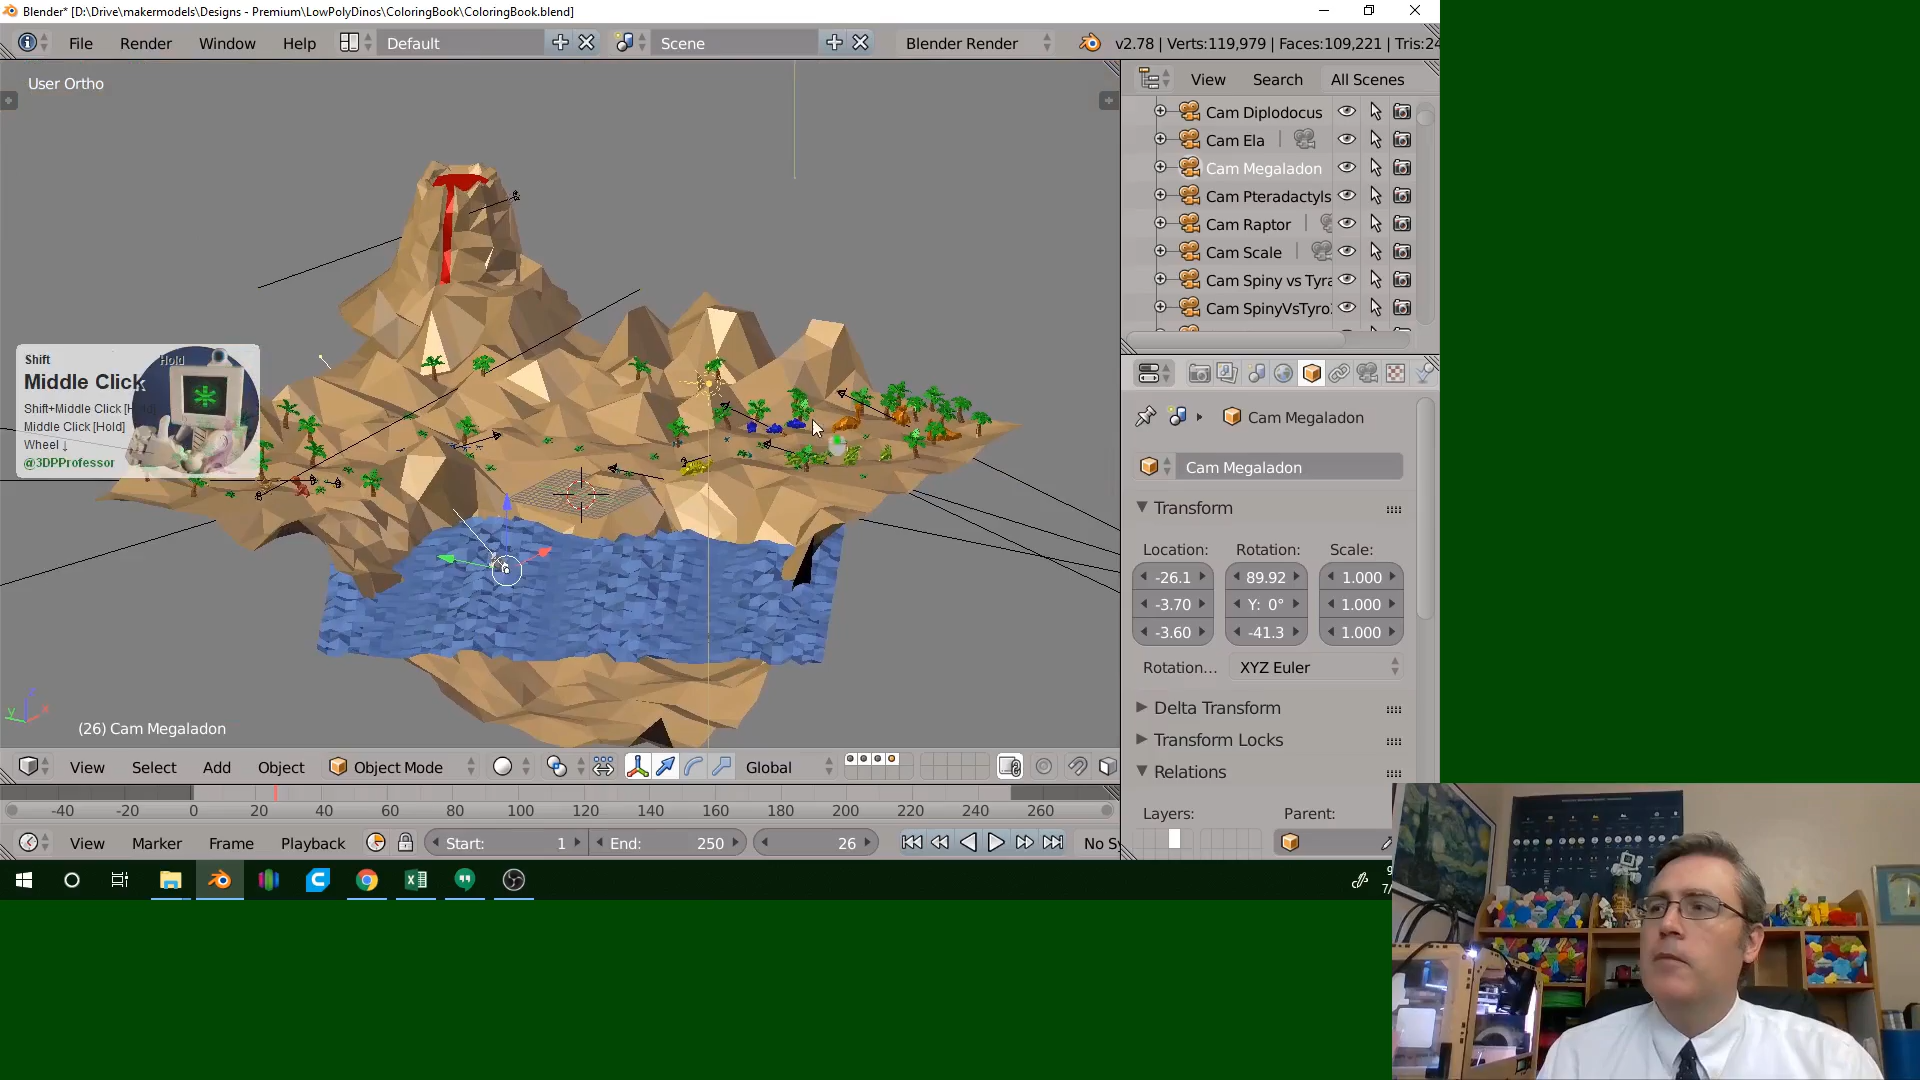 Blender* [D:\Drive\makermodels\Designs - Premium\LowPolyDinos\ColoringBook\ColoringBook.blend]
File Render Window Help Default Scene Blender Render v2.78 | Verts:119,979 | Faces:109,221 | Tris:24
User Ortho
View Search All Scenes
Cam Diplodocus
Cam Ela
Cam Megaladon
Cam Pteradactyls
Cam Raptor
Cam Scale
Cam Spiny vs Tyra
Cam SpinyVsTyro
Shift
Hold
Middle Click
Shift+Middle Click [Hold]
Middle Click [Hold]
Wheel ↓
@3DPProfessor
Cam Megaladon
Cam Megaladon
Transform
Location: Rotation: Scale:
-26.1 89.92 1.000
-3.70 Y: 0° 1.000
-3.60 -41.3 1.000
Rotation... XYZ Euler
Delta Transform
Transform Locks
Relations
Layers: Parent:
(26) Cam Megaladon
View Select Add Object Object Mode Global
-40 -20 0 20 40 60 80 100 120 140 160 180 200 220 240 260
View Marker Frame Playback Start: 1 End: 250 26 No Sy
9
7/